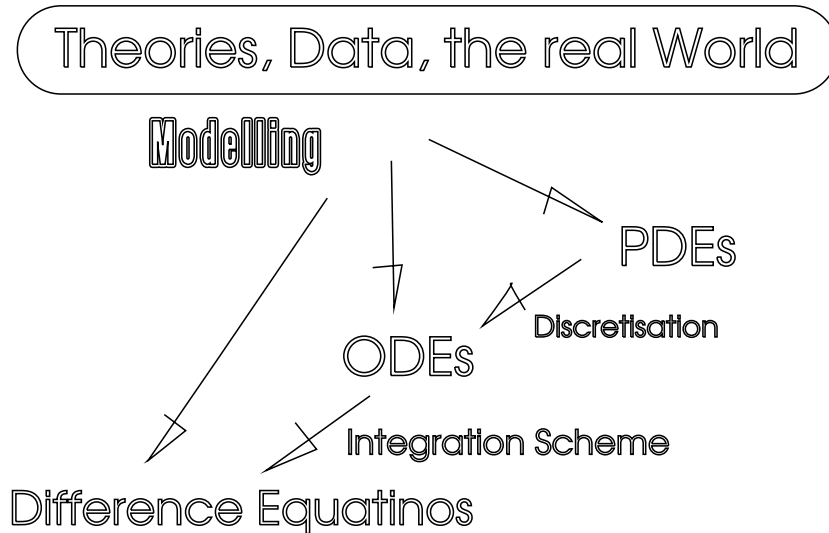 Theories, Data, the real World
Modelling
PDEs
Discretisation
ODEs
Integration Scheme
Difference Equatinos